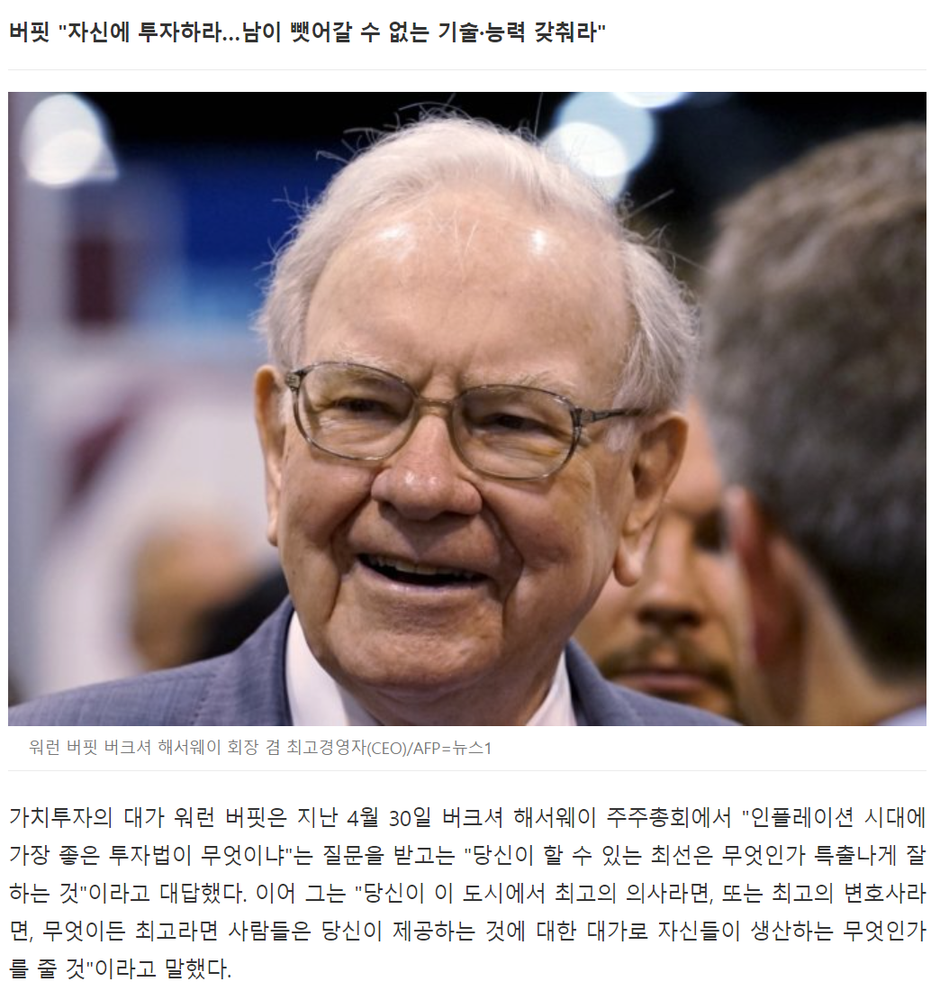 버핏 "자신에 투자하라…남이 뺏어갈 수 없는 기술·능력 갖춰라"
워런 버핏 버크셔 해서웨이 회장 겸 최고경영자(CEO)/AFP=뉴스1
가치투자의 대가 워런 버핏은 지난 4월 30일 버크셔 해서웨이 주주총회에서 "인플레이션 시대에
가장 좋은 투자법이 무엇이냐"는 질문을 받고는 "당신이 할 수 있는 최선은 무엇인가 특출나게 잘
하는 것"이라고 대답했다. 이어 그는 "당신이 이 도시에서 최고의 의사라면, 또는 최고의 변호사라
면, 무엇이든 최고라면 사람들은 당신이 제공하는 것에 대한 대가로 자신들이 생산하는 무엇인가
를 줄 것"이라고 말했다.